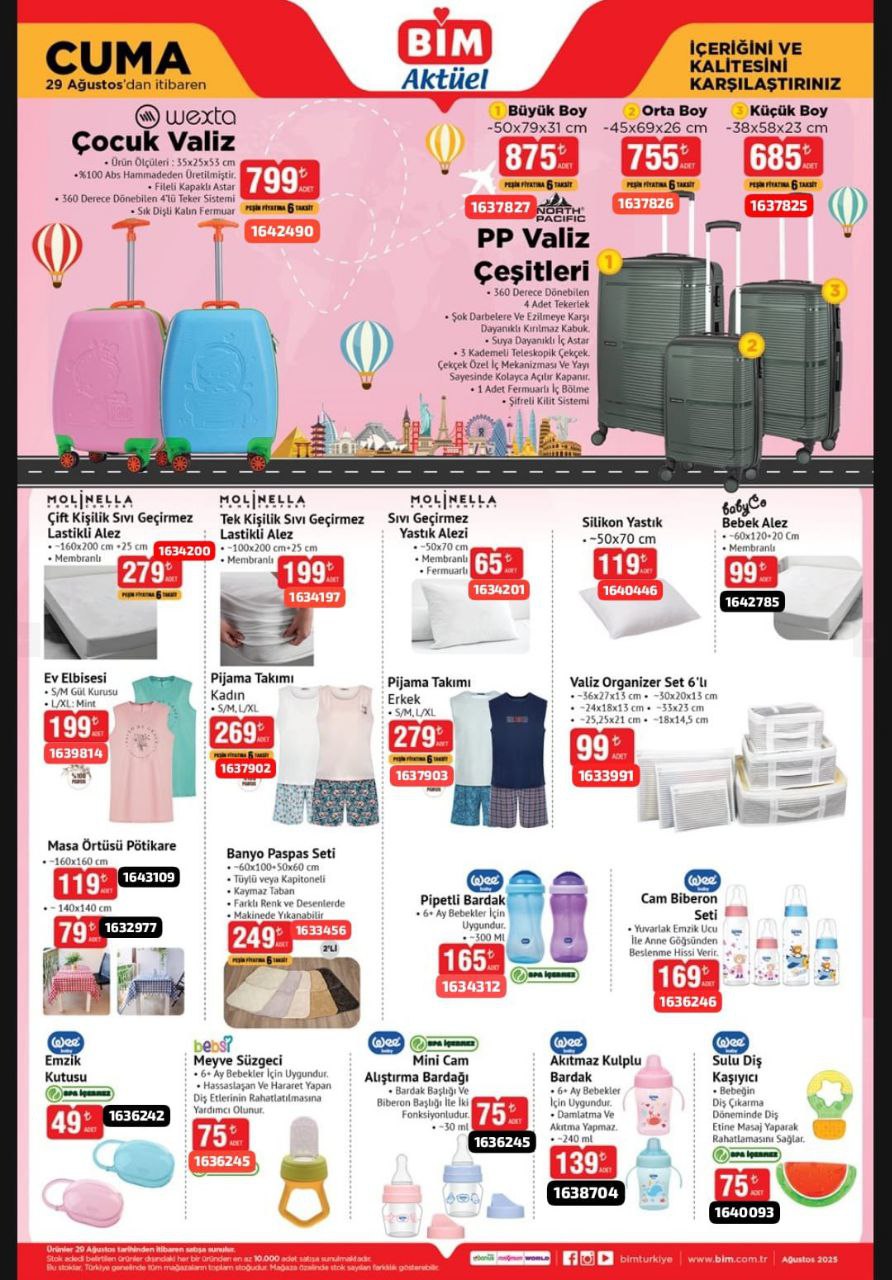 CUMA
29 Ağustos'dan itibaren
BİM
Aktüel
İÇERİĞİNİ VE
KALİTESİNİ
KARŞILAŞTIRINIZ
wexta
Çocuk Valiz
• Ürün Ölçüleri : 35x25x53 cm
• %100 Abs Hammadeden Üretilmiştir.
• Fileli Kapaklı Astar
• 360 Derece Dönebilen 4'lü Teker Sistemi
• Sık Dişli Kalın Fermuar
799₺ ADET
PEŞİN FİYATINA 6 TAKSİT
1642490
1 Büyük Boy
~50x79x31 cm
875₺ ADET
PEŞİN FİYATINA 6 TAKSİT
1637827
2 Orta Boy
~45x69x26 cm
755₺ ADET
PEŞİN FİYATINA 6 TAKSİT
1637826
3 Küçük Boy
~38x58x23 cm
685₺ ADET
PEŞİN FİYATINA 6 TAKSİT
1637825
NORTH
PACIFIC
PP Valiz
Çeşitleri
• 360 Derece Dönebilen
4 Adet Tekerlek
• Şok Darbelere Ve Ezilmeye Karşı
Dayanıklı Kırılmaz Kabuk.
• Suya Dayanıklı İç Astar
• 3 Kademeli Teleskopik Çekçek.
Çekçek Özel İç Mekanizması Ve Yayı
Sayesinde Kolayca Açılır Kapanır.
• 1 Adet Fermuarlı İç Bölme
• Şifreli Kilit Sistemi
1
2
3
MOLINELLA
HOME COMFORT
Çift Kişilik Sıvı Geçirmez
Lastikli Alez
• ~160x200 cm +25 cm
• Membranlı
1634200
279₺ ADET
PEŞİN FİYATINA 6 TAKSİT
MOLINELLA
HOME COMFORT
Tek Kişilik Sıvı Geçirmez
Lastikli Alez
• ~100x200 cm+25 cm
• Membranlı
199₺ ADET
1634197
MOLINELLA
HOME COMFORT
Sıvı Geçirmez
Yastık Alezi
• ~50x70 cm
• Membranlı
• Fermuarlı
65₺ ADET
1634201
Silikon Yastık
• ~50x70 cm
119₺ ADET
1640446
babyCo
Bebek Alez
• ~60x120+20 Cm
• Membranlı
99₺ ADET
1642785
Ev Elbisesi
• S/M Gül Kurusu
• L/XL: Mint
199₺ ADET
1639814
%100
PAMUK
Pijama Takımı
Kadın
• S/M, L/XL
269₺ ADET
PEŞİN FİYATINA 6 TAKSİT
1637902
Pijama Takımı
Erkek
• S/M, L/XL
279₺ ADET
PEŞİN FİYATINA 6 TAKSİT
1637903
PAMUK
Valiz Organizer Set 6'lı
• ~36x27x13 cm • ~30x20x13 cm
• ~24x18x13 cm • ~33x23 cm
• ~25,25x21 cm • ~18x14,5 cm
99₺ ADET
1633991
Masa Örtüsü Pötikare
• ~160x160 cm
119₺ ADET
1643109
• ~ 140x140 cm
79₺ ADET
1632977
Banyo Paspas Seti
• ~60x100+50x60 cm
• Tüylü veya Kapitoneli
• Kaymaz Taban
• Farklı Renk ve Desenlerde
• Makinede Yıkanabilir
249₺ ADET
1633456
2'Lİ
PEŞİN FİYATINA 6 TAKSİT
Wee
baby
Pipetli Bardak
• 6+ Ay Bebekler İçin
Uygundur.
• ~300 Ml
165₺ ADET
BPA İÇERMEZ
1634312
Wee
baby
Cam Biberon
Seti
• Yuvarlak Emzik Ucu
İle Anne Göğsünden
Beslenme Hissi Verir.
169₺ ADET
1636246
Wee
baby
Emzik
Kutusu
BPA İÇERMEZ
49₺ ADET
1636242
bebsi
Meyve Süzgeci
• 6+ Ay Bebekler İçin Uygundur.
• Hassaslaşan Ve Hararet Yapan
Diş Etlerinin Rahatlatılmasına
Yardımcı Olunur.
75₺ ADET
1636245
Wee
baby
BPA İÇERMEZ
Mini Cam
Alıştırma Bardağı
• Bardak Başlığı Ve
Biberon Başlığı İle İki
Fonksiyonludur.
• ~30 ml
75₺ ADET
1636245
Wee
baby
Akıtmaz Kulplu
Bardak
• 6+ Ay Bebekler
İçin Uygundur.
• Damlatma Ve
Akıtma Yapmaz.
• ~240 ml
139₺ ADET
1638704
Wee
baby
Sulu Diş
Kaşıyıcı
• Bebeğin
Diş Çıkarma
Döneminde Diş
Etine Masaj Yaparak
Rahatlamasını Sağlar.
BPA İÇERMEZ
75₺ ADET
1640093
Ürünler 29 Ağustos tarihinden itibaren satışa sunulur.
Stok adedi belirtilen ürünler dışındaki her bir üründen en az 10.000 adet satışa sunulmaktadır.
Bu stoklar, Türkiye genelinde tüm mağazaların toplam stoğudur. Mağaza özelinde stok sayıları farklılık gösterebilir.
bonus maximum WORLD
bimturkiye
www.bim.com.tr
Ağustos 2025